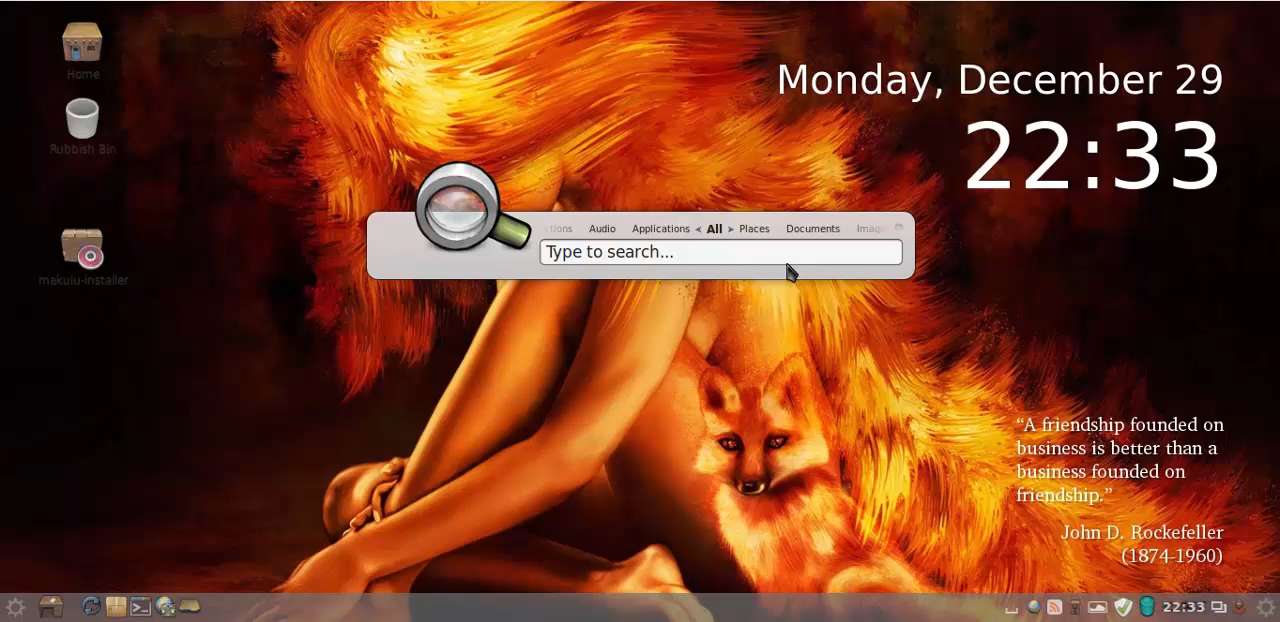 Home
Rubbish Bin
makulu-installer
Monday, December 29
22:33
Audio Applications All Places Documents
Type to search...
“A friendship founded on
business is better than a
business founded on
friendship.”
John D. Rockefeller
(1874-1960)
22:33